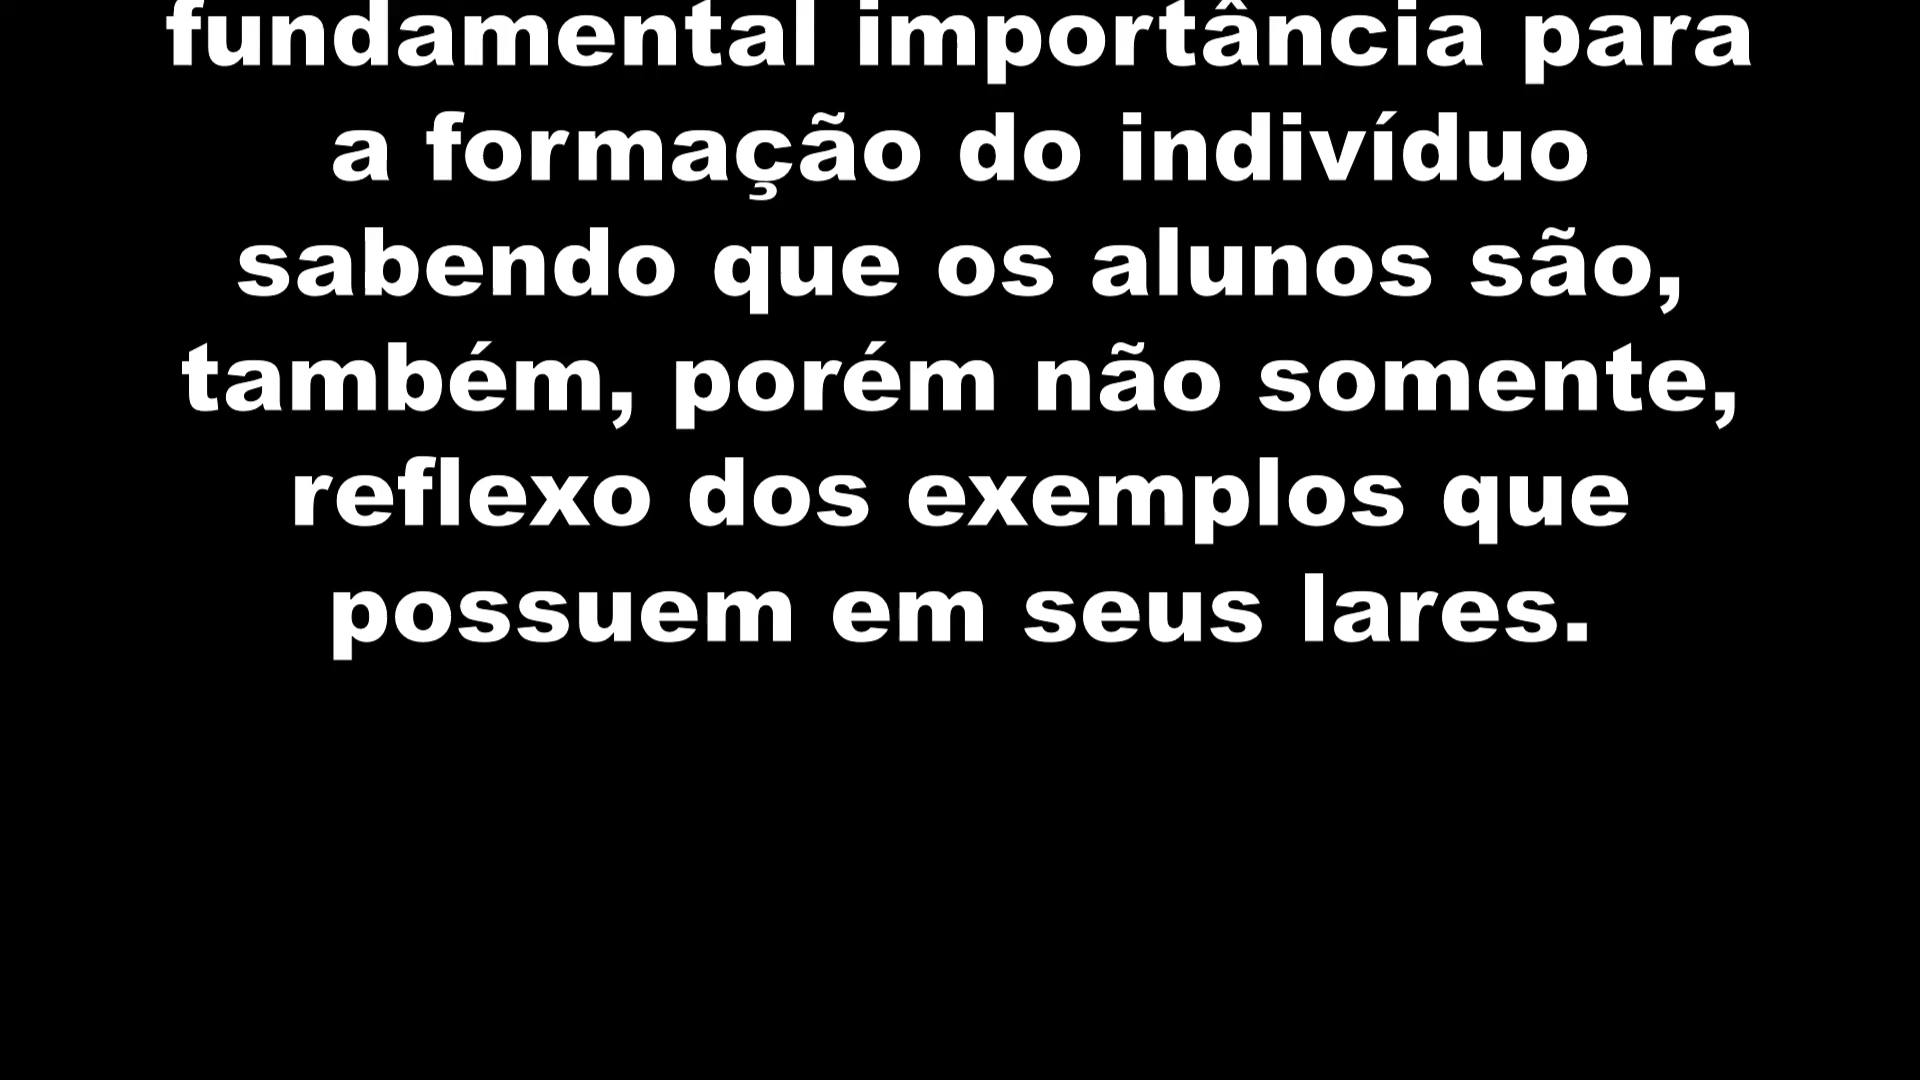 fundamental importância para
a formação do indivíduo
sabendo que os alunos são,
também, porém não somente,
reflexo dos exemplos que
possuem em seus lares.